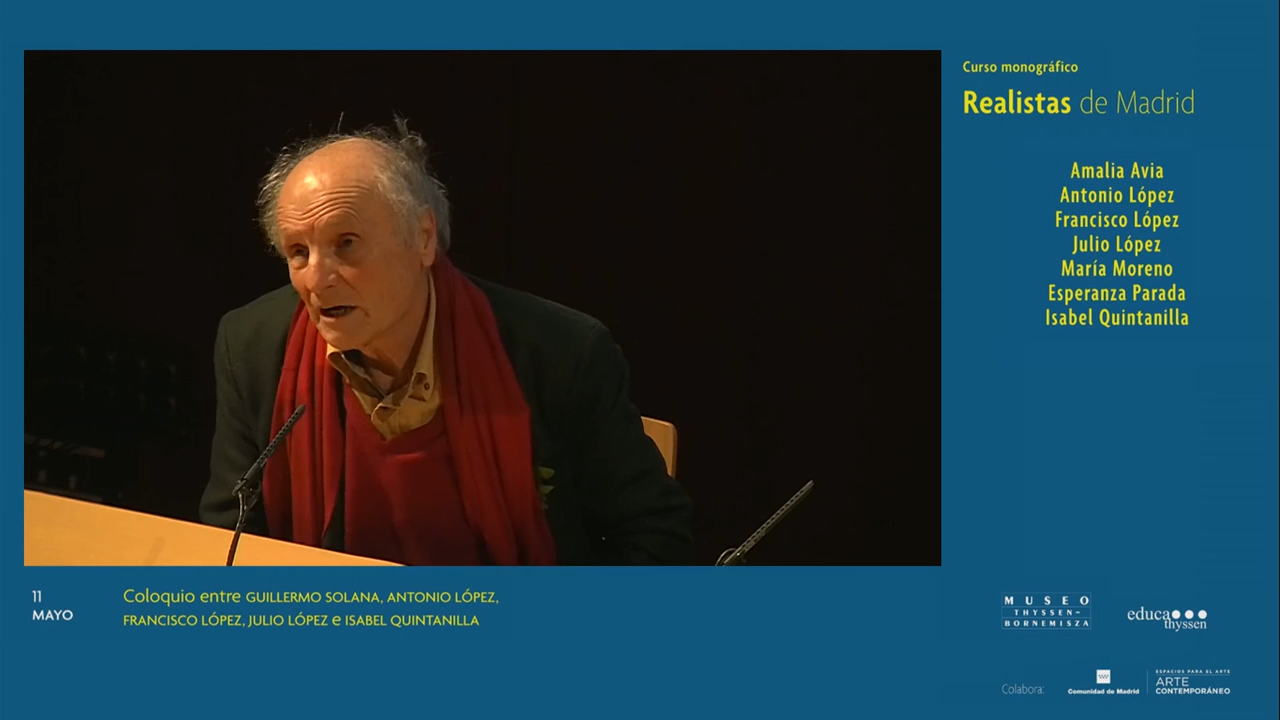 Curso monográfico
Realistas de Madrid
Amalia Avia
Antonio López
Francisco López
Julio López
María Moreno
Esperanza Parada
Isabel Quintanilla
11
MAYO
Coloquio entre GUILLERMO SOLANA, ANTONIO LÓPEZ,
FRANCISCO LÓPEZ, JULIO LÓPEZ e ISABEL QUINTANILLA
MUSEO
THYSSEN-
BORNEMISZA
educa
thyssen
Colabora:
Comunidad de Madrid
ESPACIOS PARA EL ARTE
ARTE
CONTEMPORÁNEO